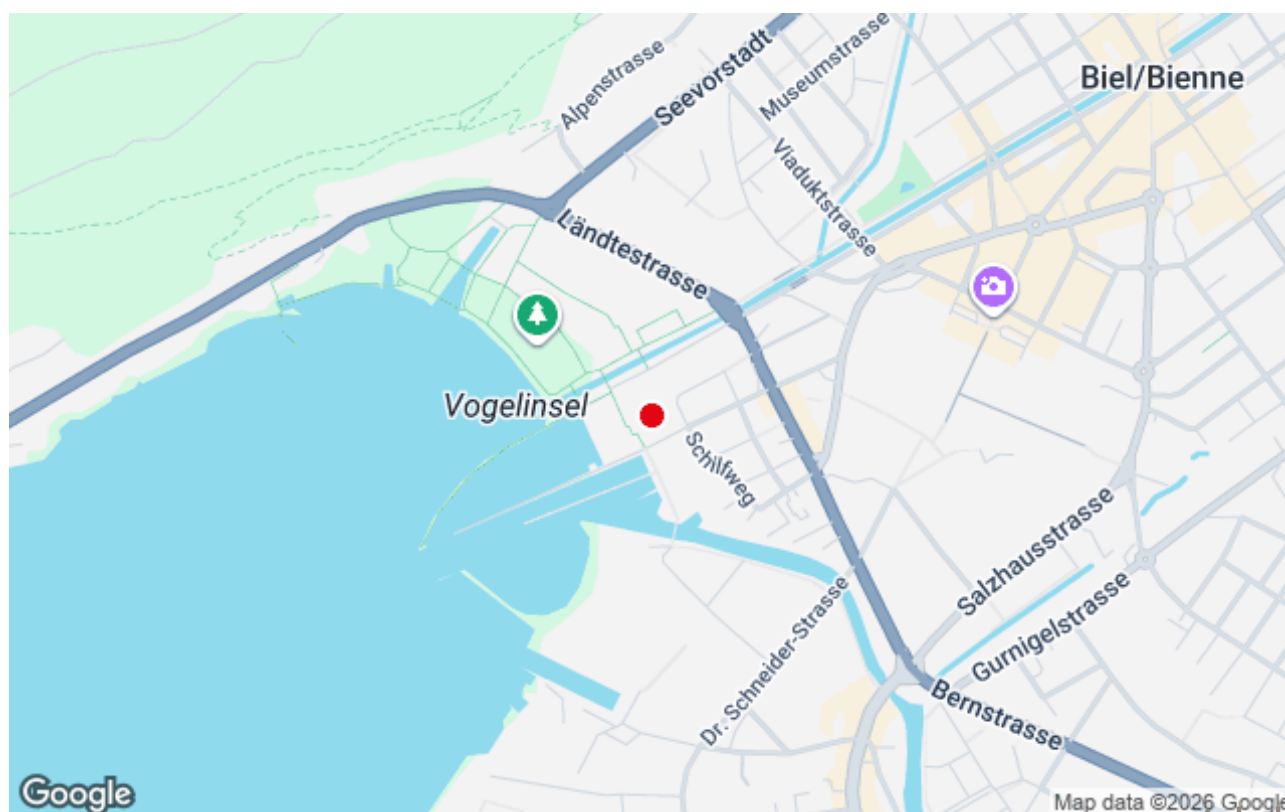 Alpenstrasse
Seevorstadt
Museumstrasse
Biel/Bienne
Viaduktstrasse
Ländtestrasse
Vogelinsel
Schilfweg
Salzhausstrasse
Gurnigelstrasse
Dr. Schneider-Strasse
Bernstrasse
Google
Map data ©2026 Google